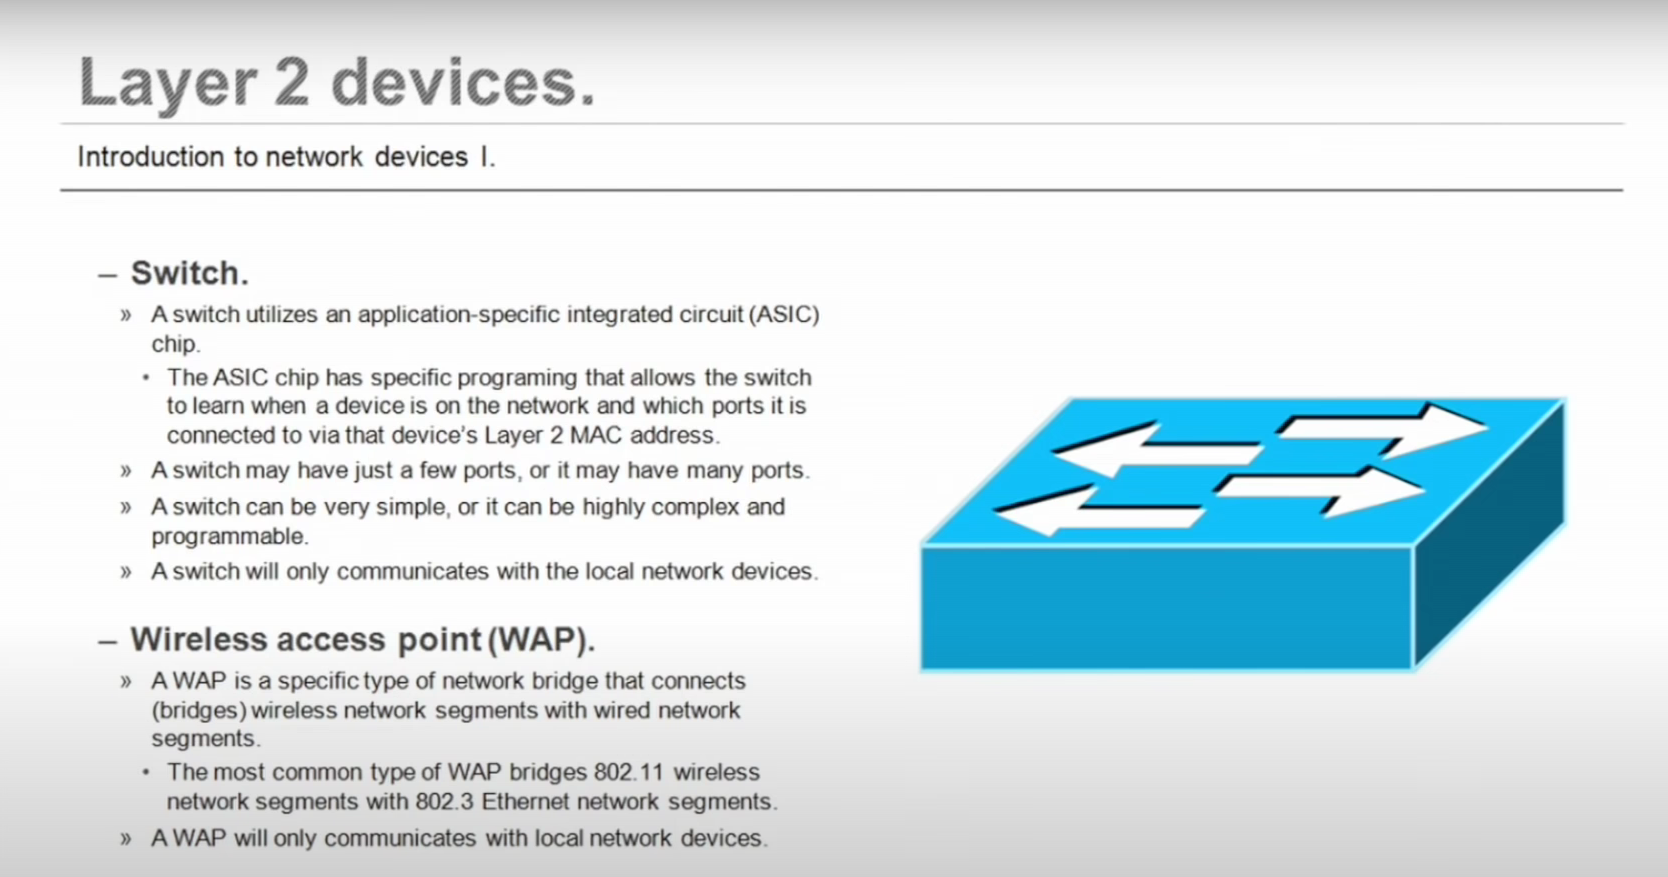 Layer 2 devices.
Introduction to network devices I.
– Switch.
» A switch utilizes an application-specific integrated circuit (ASIC)
chip.
• The ASIC chip has specific programing that allows the switch
to learn when a device is on the network and which ports it is
connected to via that device's Layer 2 MAC address.
» A switch may have just a few ports, or it may have many ports.
» A switch can be very simple, or it can be highly complex and
programmable.
» A switch will only communicates with the local network devices.
– Wireless access point (WAP).
» A WAP is a specific type of network bridge that connects
(bridges) wireless network segments with wired network
segments.
• The most common type of WAP bridges 802.11 wireless
network segments with 802.3 Ethernet network segments.
» A WAP will only communicates with local network devices.